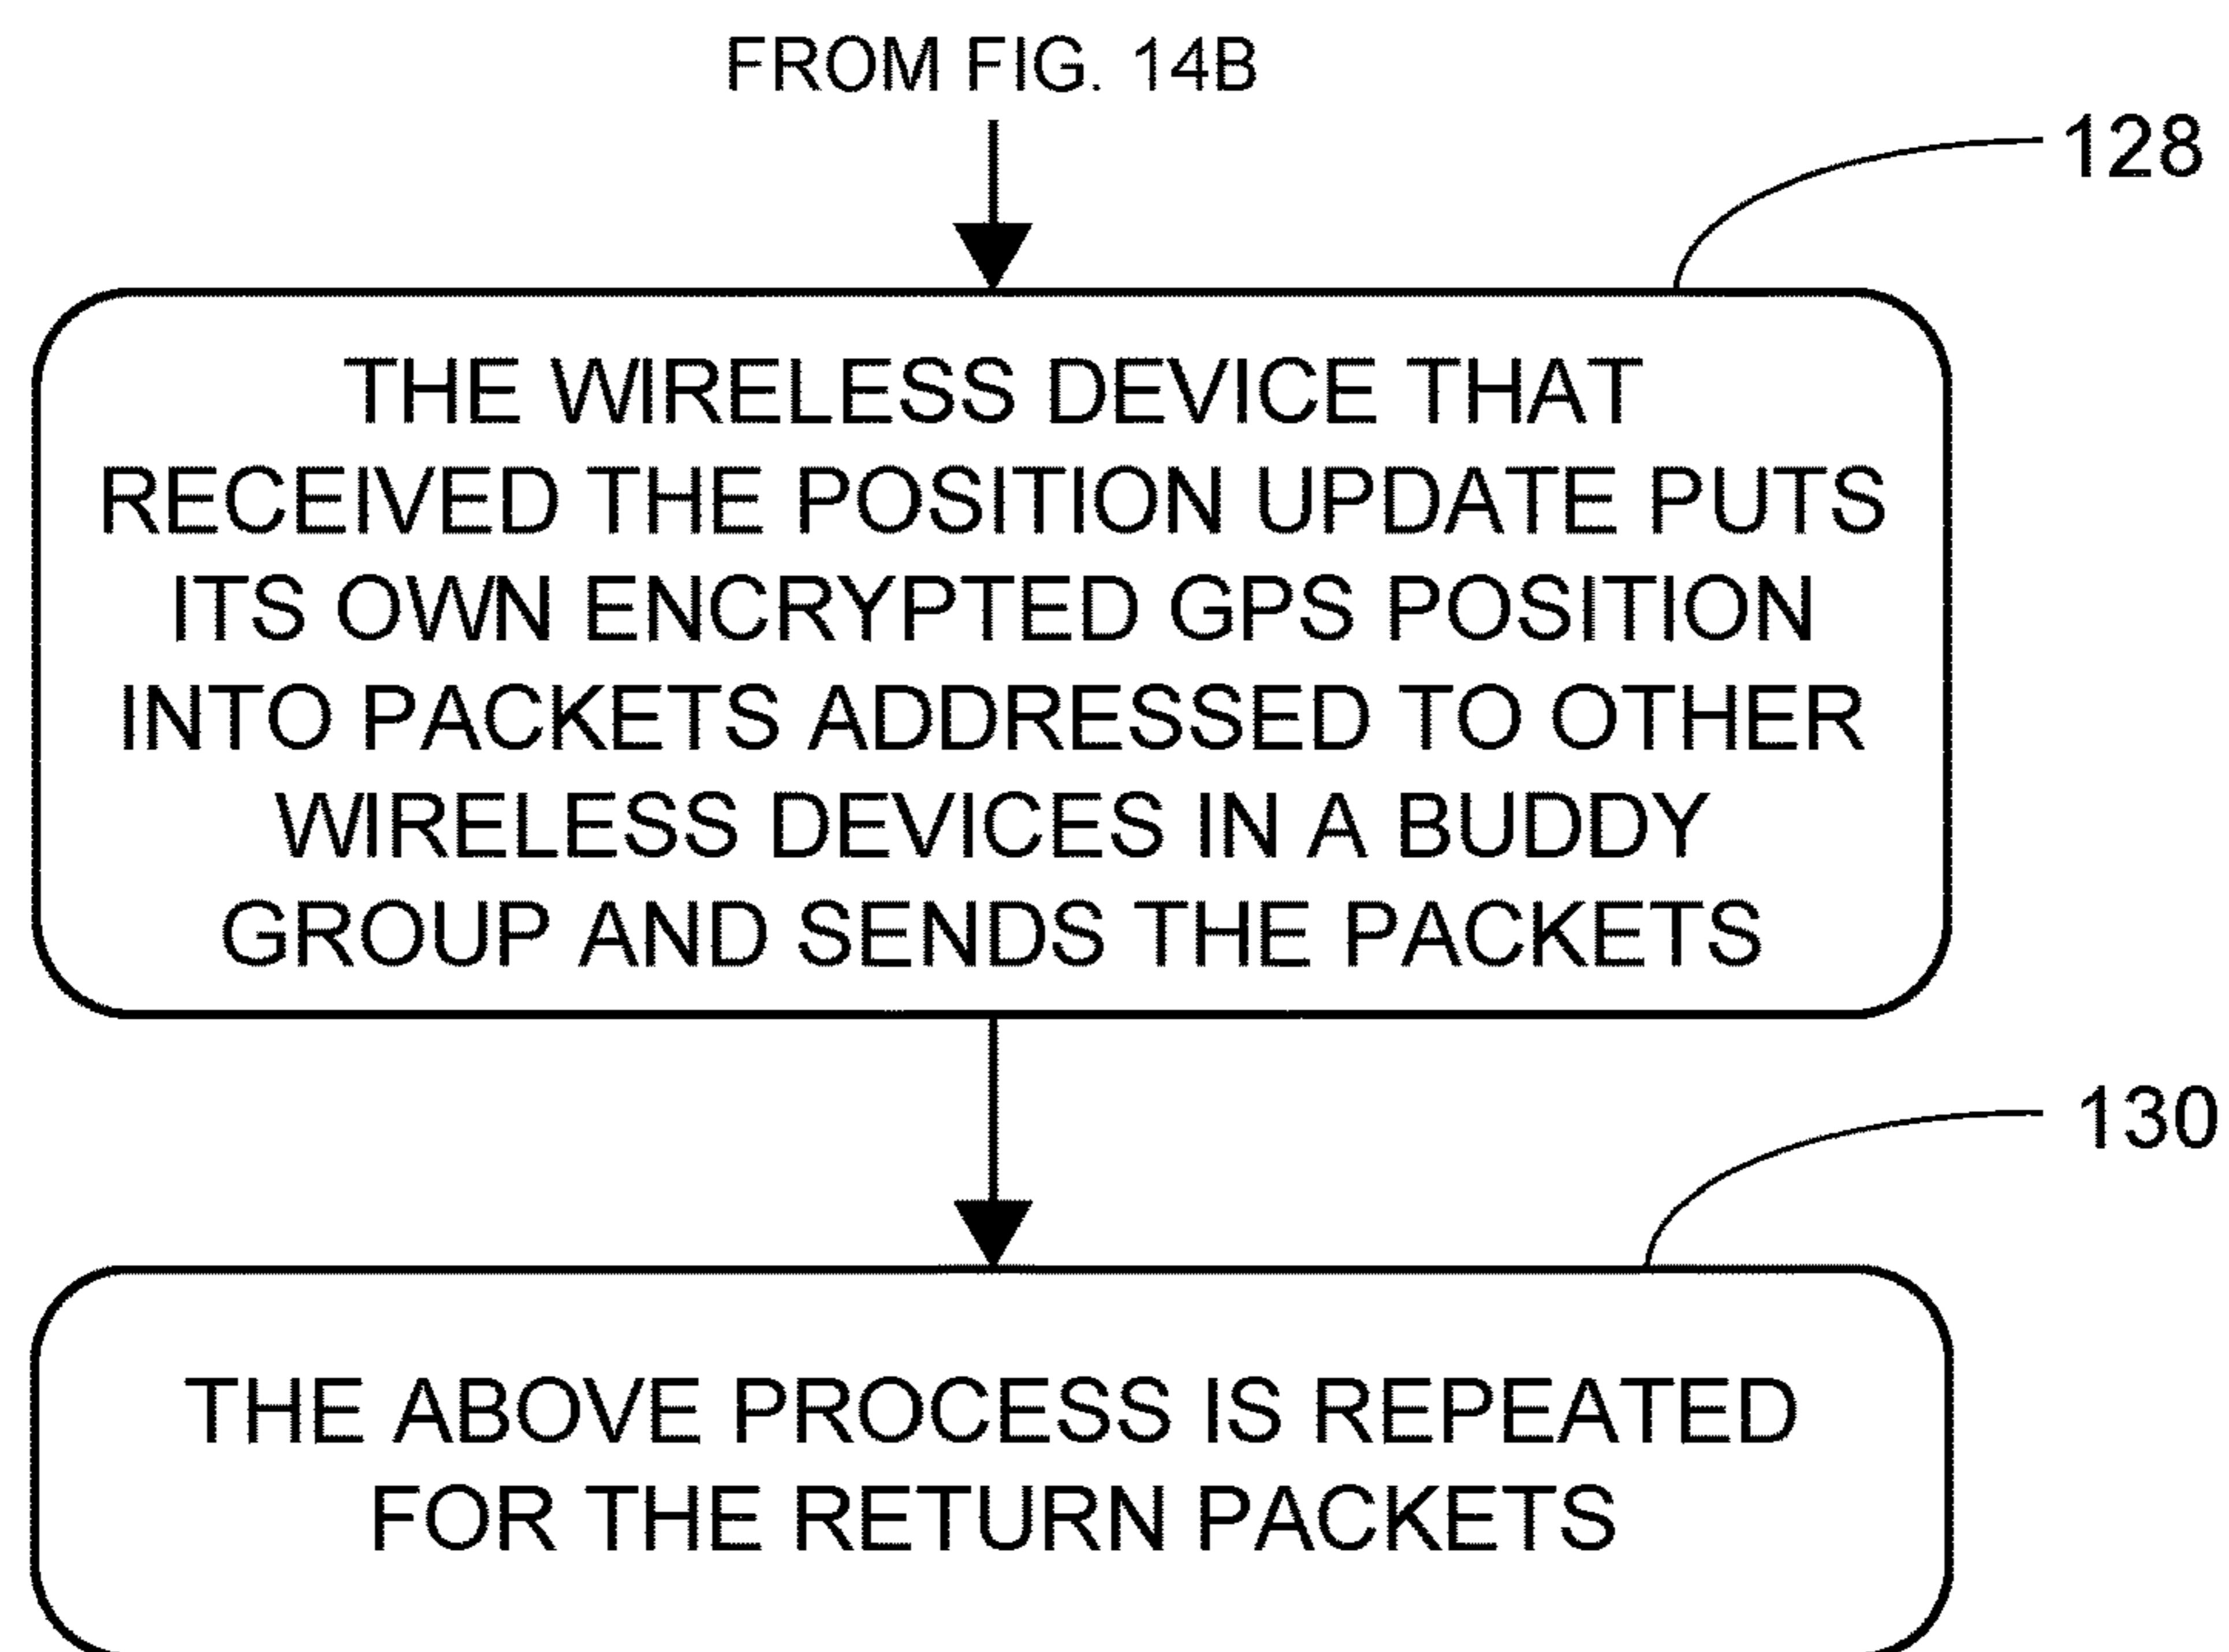 FROM FIG. 14B
128
THE WIRELESS DEVICE THAT
RECEIVED THE POSITION UPDATE PUTS
ITS OWN ENCRYPTED GPS POSITION
INTO PACKETS ADDRESSED TO OTHER
WIRELESS DEVICES IN A BUDDY
GROUP AND SENDS THE PACKETS
130
THE ABOVE PROCESS IS REPEATED
FOR THE RETURN PACKETS